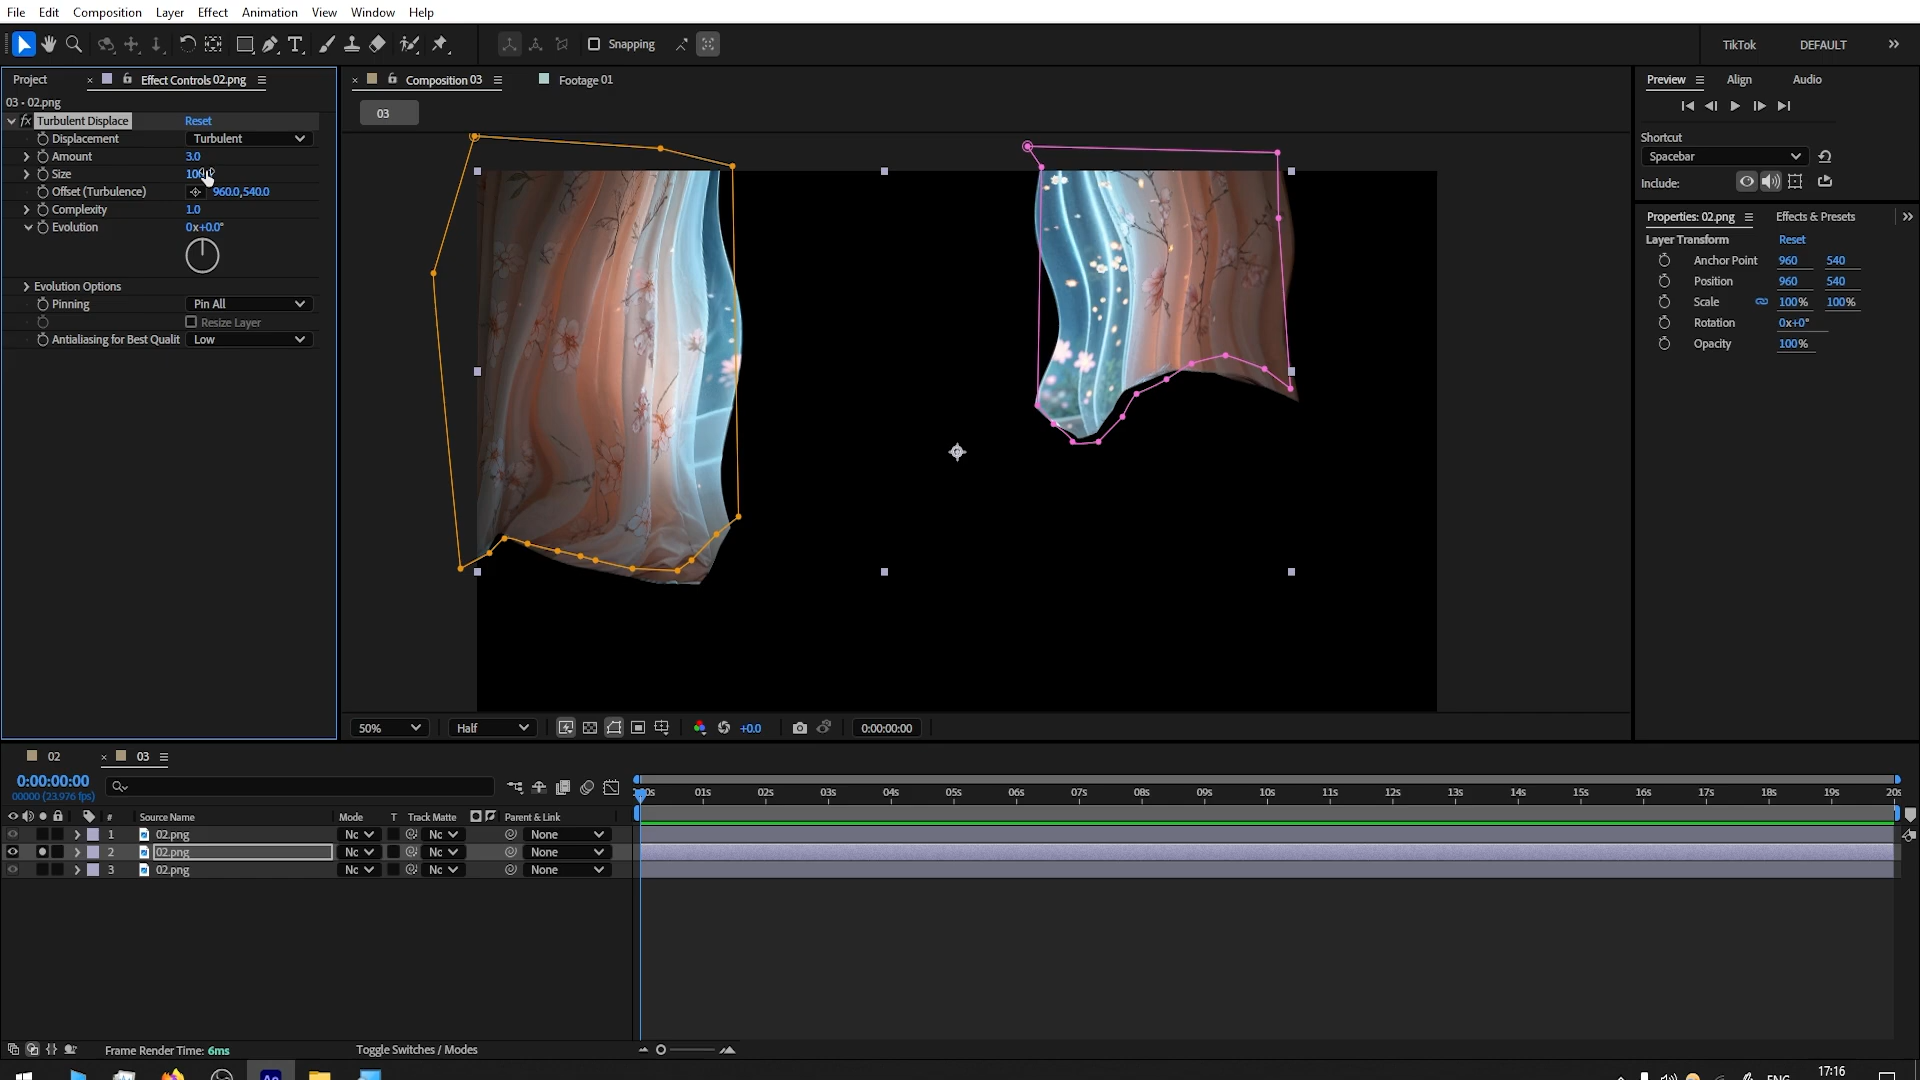 File Edit Composition Layer Effect Animation View Window Help
Snapping
TikTok DEFAULT
Project
Effect Controls 02.png
Composition 03
Footage 01
Preview Align Audio
03 - 02.png
03
Turbulent Displace Reset
Displacement Turbulent
Amount 3.0
Size
Offset (Turbulence) 960.0,540.0
Complexity 1.0
Evolution 0x+0.0°
Evolution Options
Pinning Pin All
Resize Layer
Antialiasing for Best Qualit Low
Shortcut
Spacebar
Include:
Properties: 02.png Effects & Presets
Layer Transform Reset
Anchor Point 960 540
Position 960 540
Scale 100% 100%
Rotation 0x+0°
Opacity 100%
50% Half +0.0 0:00:00:00
02 03
0:00:00:00
00000 (23.976 fps)
01s 02s 03s 04s 05s 06s 07s 08s 09s 10s 11s 12s 13s 14s 15s 16s 17s 18s 19s 20s
# Source Name Mode T Track Matte Parent & Link
1 02.png Nc Nc None
2 02.png Nc Nc None
3 02.png Nc Nc None
Frame Render Time: 6ms Toggle Switches / Modes
Ae
ENG
17:16